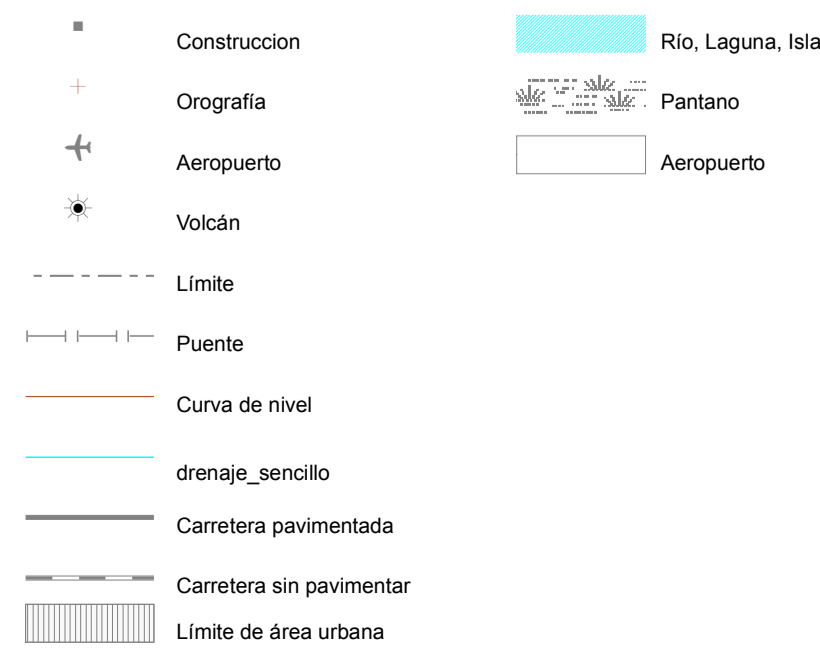 Construccion
Orografía
Aeropuerto
Volcán
Límite
Puente
Curva de nivel
drenaje_sencillo
Carretera pavimentada
Carretera sin pavimentar
Límite de área urbana
Río, Laguna, Isla
Pantano
Aeropuerto